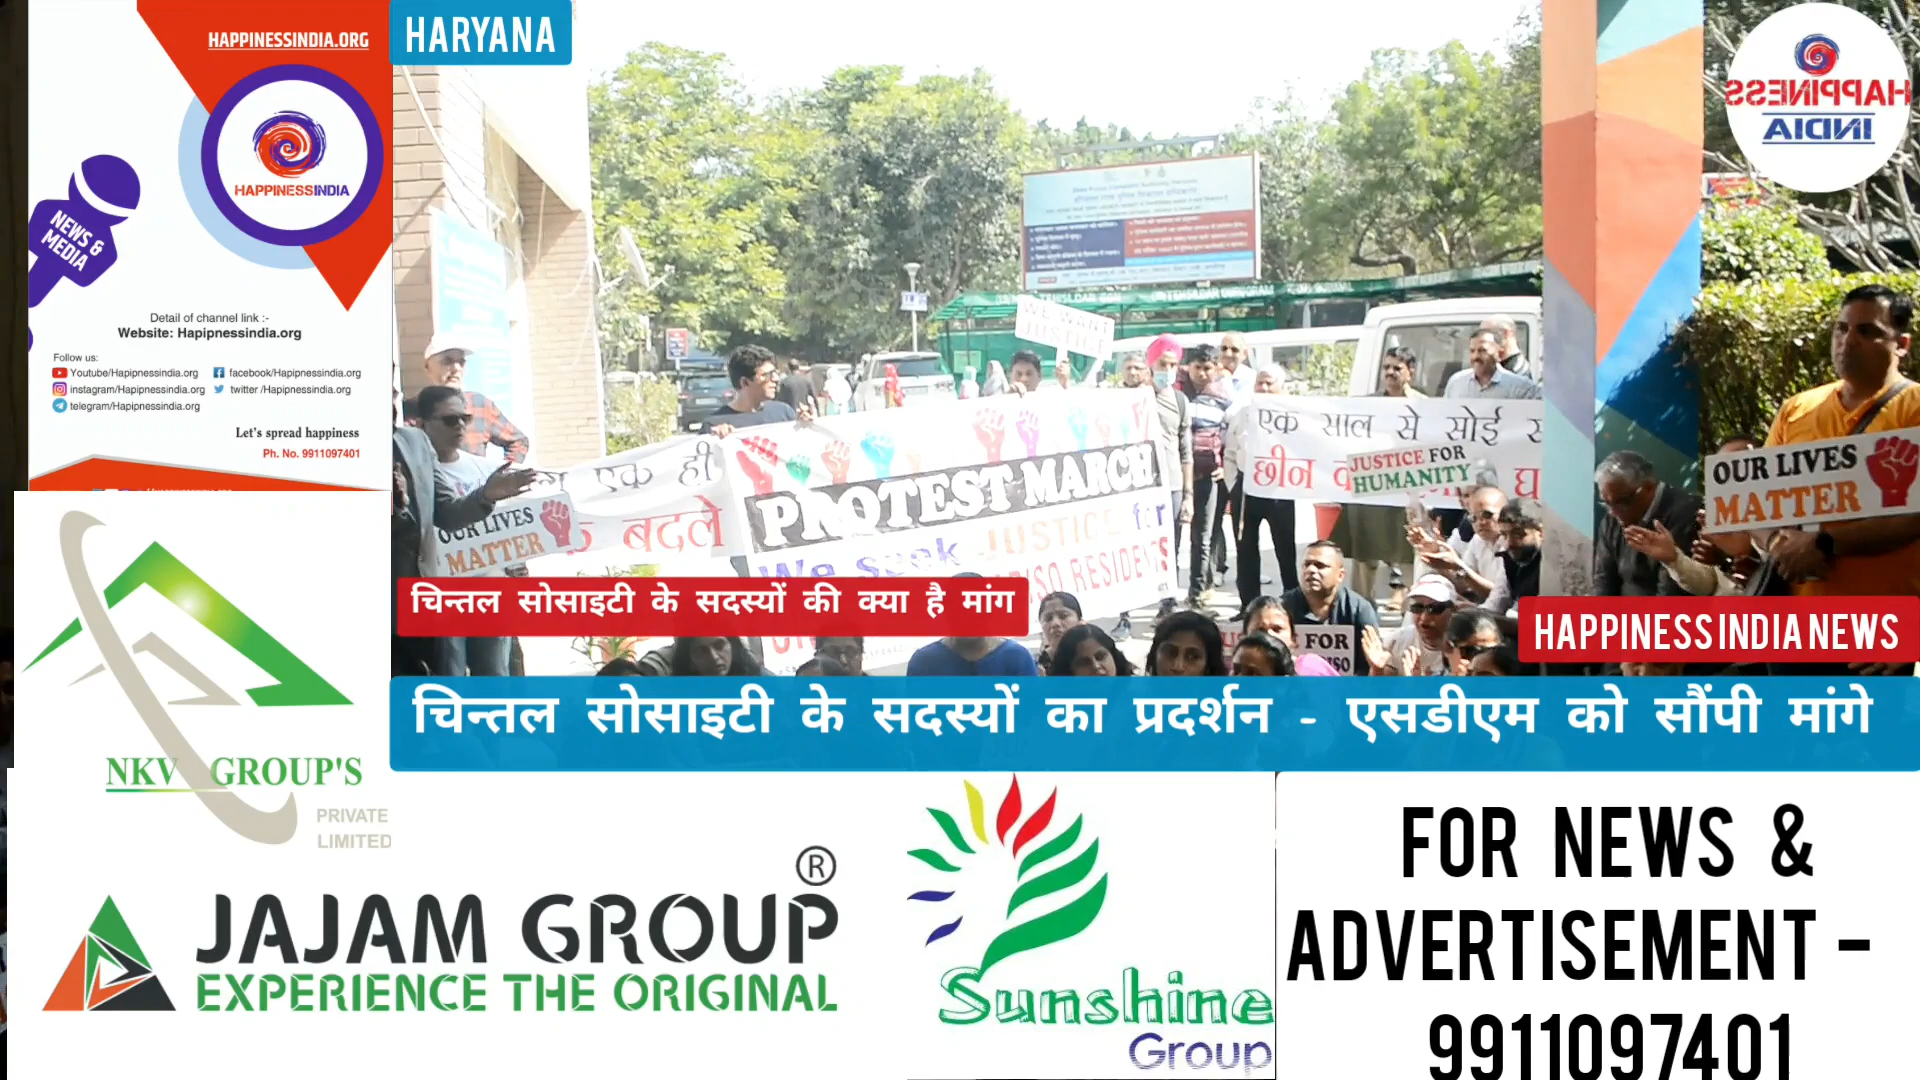 HAPPINESSINDIA.ORG
HAPPINESSINDIA
NEWS &
MEDIA
Detail of channel link :-
Website: Hapipnessindia.org
Follow us:
Youtube/Hapipnessindia.org
facebook/Hapipnessindia.org
instagram/Hapipnessindia.org
twitter /Hapipnessindia.org
telegram/Hapipnessindia.org
Let's spread happiness
Ph. No. 9911097401
HARYANA
HAPPINESS
INDIA
WE WANT
JUSTICE
एक ही
बदले
OUR LIVES
MATTER
PROTEST MARCH
We seek JUSTICE for
RESIDENTS
एक साल से सोई
छीन
JUSTICE FOR
HUMANITY
OUR LIVES
MATTER
FOR
चिन्तल सोसाइटी के सदस्यों की क्या है मांग
HAPPINESS INDIA NEWS
चिन्तल सोसाइटी के सदस्यों का प्रदर्शन - एसडीएम को सौंपी मांगे
NKV GROUP'S
PRIVATE
LIMITED
JAJAM GROUP®
EXPERIENCE THE ORIGINAL
Sunshine
Group
FOR NEWS &
ADVERTISEMENT -
9911097401